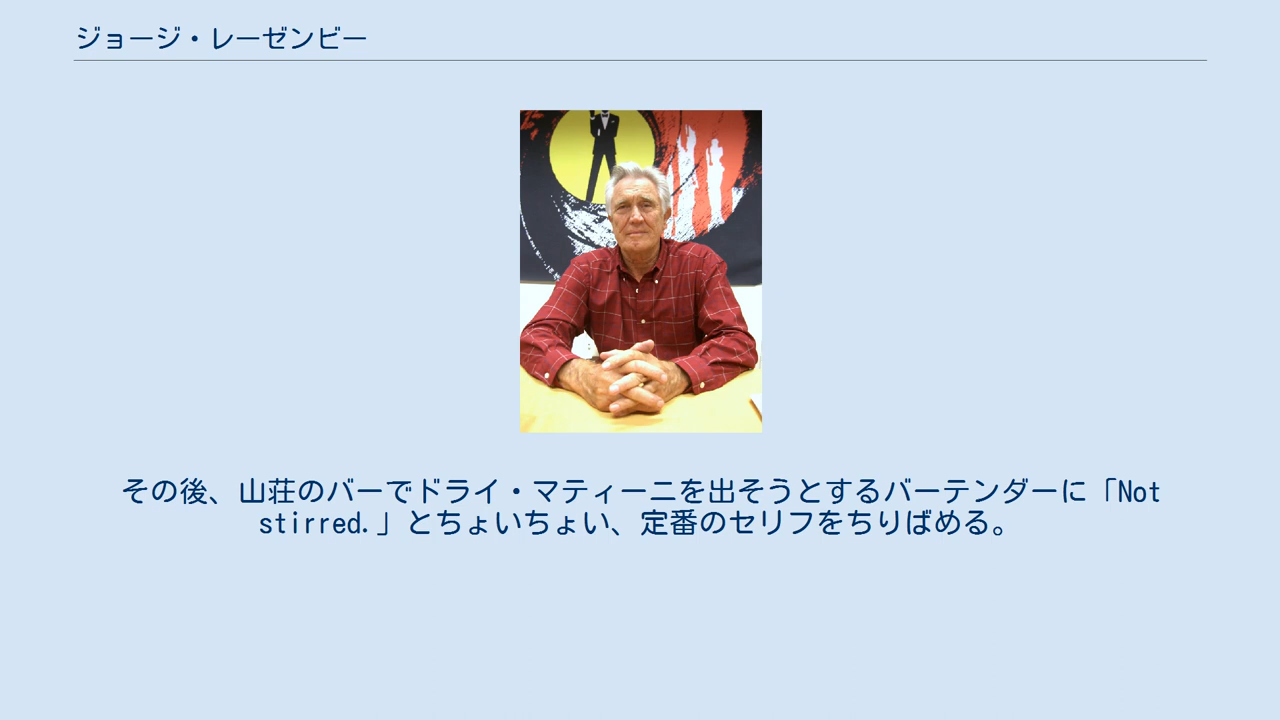 ジョージ・レーゼンビー
その後、山荘のバーでドライ・マティーニを出そうとするバーテンダーに「Not
stirred.」とちょいちょい、定番のセリフをちりばめる。